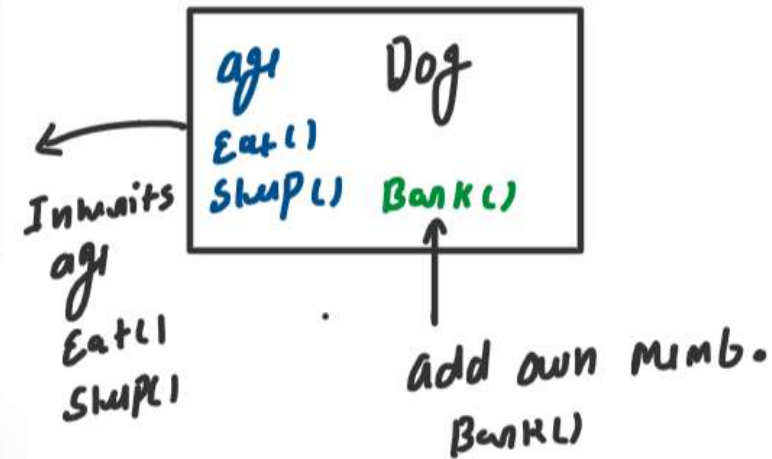 age Dog
Eat()
Sleep() Bark()
Inherits
age
Eat()
Sleep()
add own memb.
Bark()